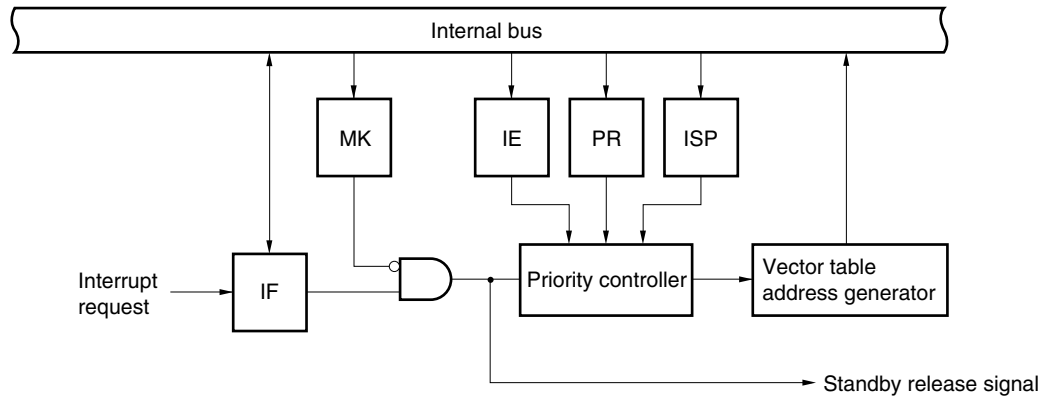 Internal bus
MK
IE
PR
ISP
Interrupt
request
IF
Priority controller
Vector table
address generator
Standby release signal